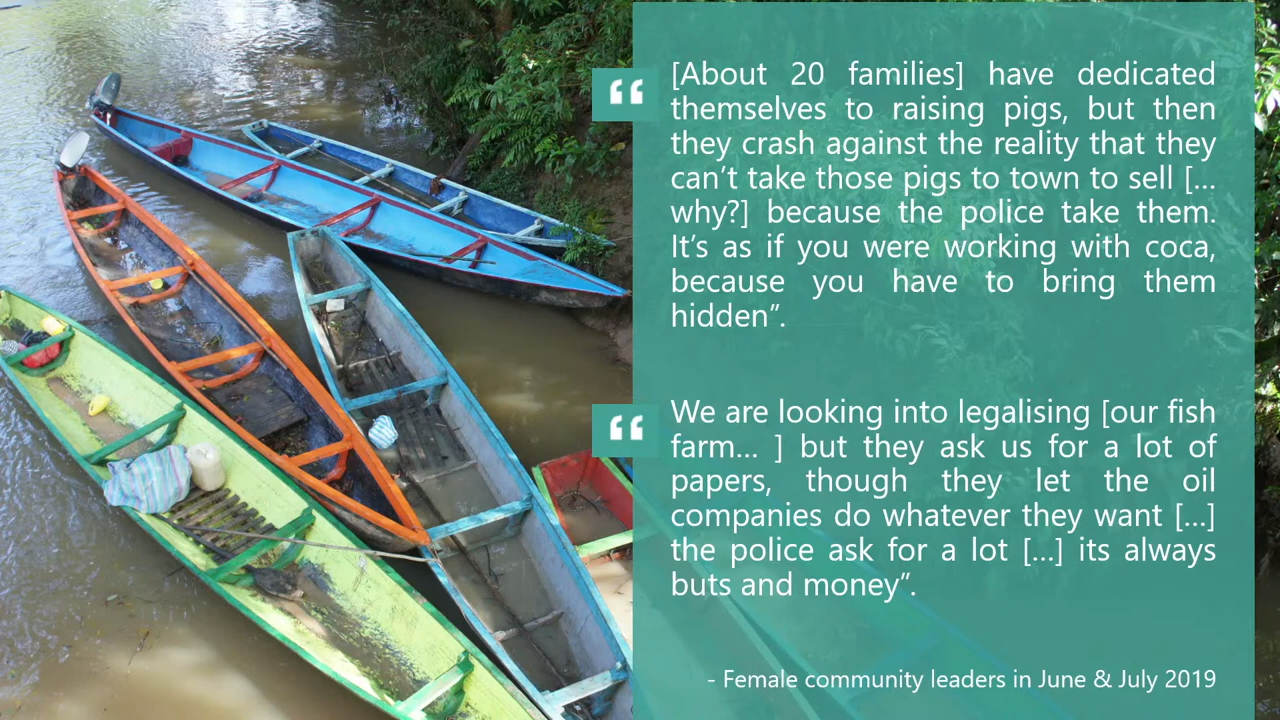 “
[About 20 families] have dedicated
themselves to raising pigs, but then
they crash against the reality that they
can’t take those pigs to town to sell [...
why?] because the police take them.
It’s as if you were working with coca,
because you have to bring them
hidden”.
“
We are looking into legalising [our fish
farm... ] but they ask us for a lot of
papers, though they let the oil
companies do whatever they want [...]
the police ask for a lot [...] its always
buts and money”.
- Female community leaders in June & July 2019